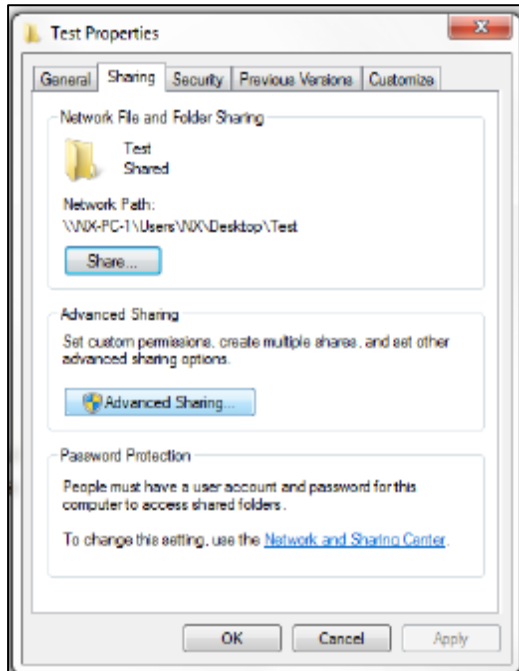 Test Properties
General Sharing Security Previous Versions Customize
Network File and Folder Sharing
Test
Shared
Network Path:
\\NX-PC-1\Users\NX\Desktop\Test
Share...
Advanced Sharing
Set custom permissions, create multiple shares, and set other
advanced sharing options.
Advanced Sharing...
Password Protection
People must have a user account and password for this
computer to access shared folders.
To change this setting, use the Network and Sharing Center.
OK Cancel Apply